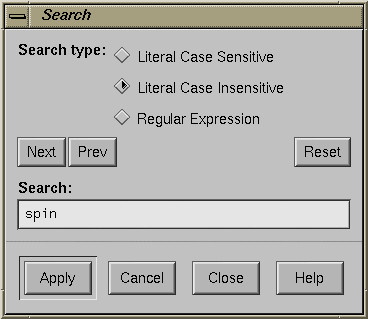 Search
Search type:
Literal Case Sensitive
Literal Case Insensitive
Regular Expression
Next Prev Reset
Search:
spin
Apply Cancel Close Help